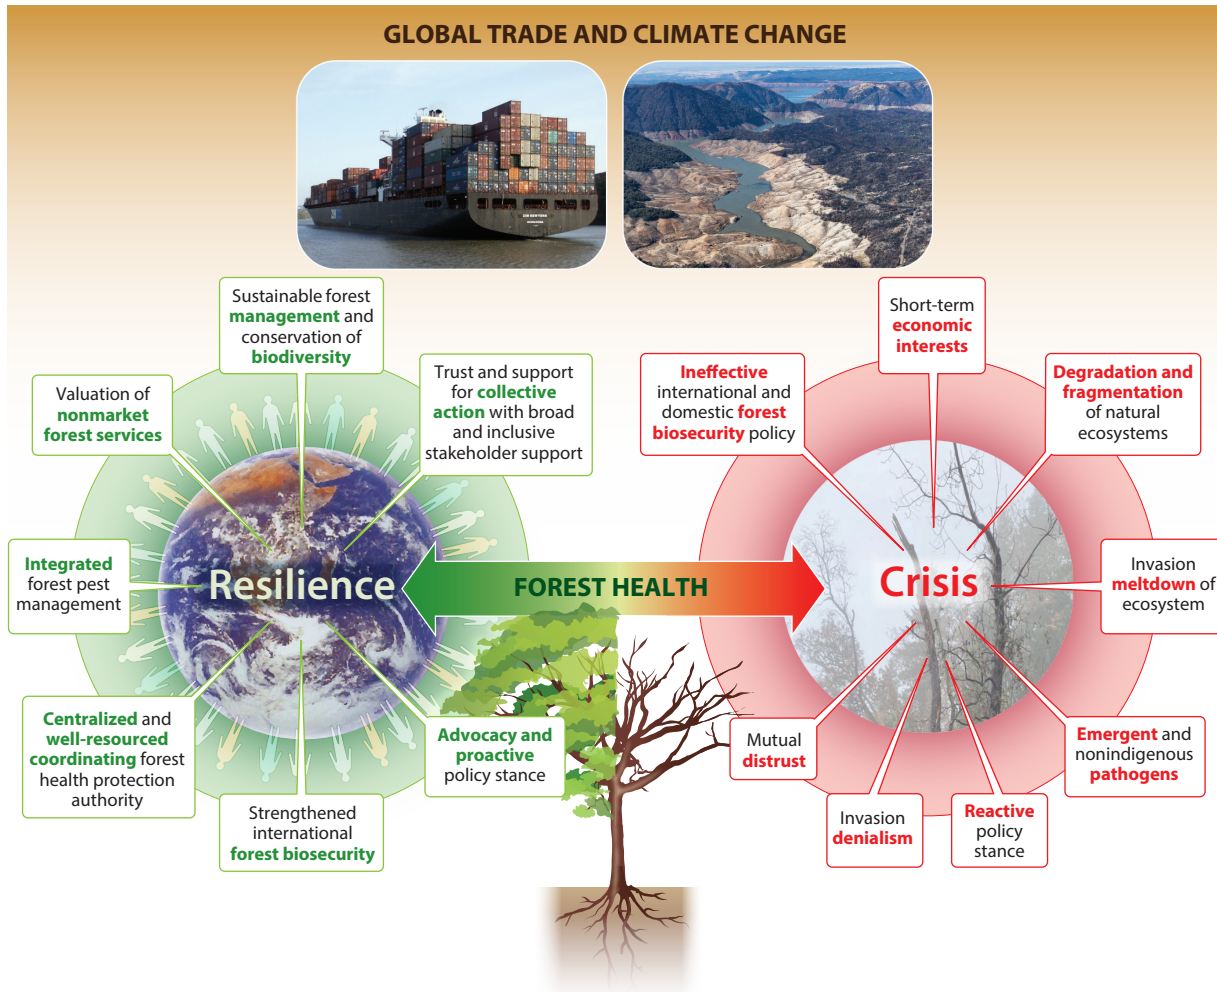 GLOBAL TRADE AND CLIMATE CHANGE
ZIM NEW YORK
Sustainable forest
management and
conservation of
biodiversity
Trust and support
for collective
action with broad
and inclusive
stakeholder support
Valuation of
nonmarket
forest services
Integrated
forest pest
management
Centralized and
well-resourced
coordinating forest
health protection
authority
Strengthened
international
forest biosecurity
Advocacy and
proactive
policy stance
Resilience
FOREST HEALTH
Crisis
Short-term
economic
interests
Ineffective
international and
domestic forest
biosecurity policy
Degradation and
fragmentation
of natural
ecosystems
Invasion
meltdown of
ecosystem
Emergent and
nonindigenous
pathogens
Reactive
policy
stance
Invasion
denialism
Mutual
distrust